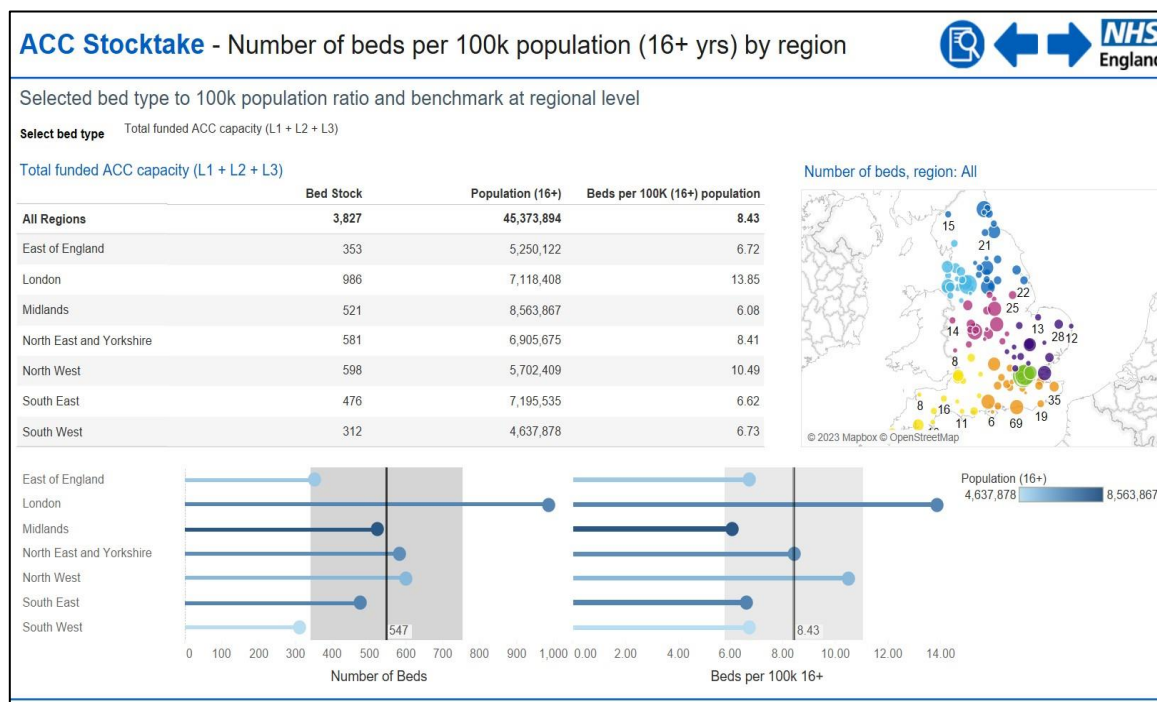 ACC Stocktake - Number of beds per 100k population (16+ yrs) by region
NHS
England
Selected bed type to 100k population ratio and benchmark at regional level
Select bed type Total funded ACC capacity (L1 + L2 + L3)
Total funded ACC capacity (L1 + L2 + L3)
Bed Stock Population (16+) Beds per 100K (16+) population
All Regions 3,827 45,373,894 8.43
East of England 353 5,250,122 6.72
London 986 7,118,408 13.85
Midlands 521 8,563,867 6.08
North East and Yorkshire 581 6,905,675 8.41
North West 598 5,702,409 10.49
South East 476 7,195,535 6.62
South West 312 4,637,878 6.73
Number of beds, region: All
15
21
22
25
14
13
28
12
8
35
8
16
11
6
69
19
© 2023 Mapbox © OpenStreetMap
East of England
London
Midlands
North East and Yorkshire
North West
South East
South West
547
8.43
0 100 200 300 400 500 600 700 800 900 1,000
Number of Beds
0.00 2.00 4.00 6.00 8.00 10.00 12.00 14.00
Beds per 100k 16+
Population (16+)
4,637,878 8,563,867